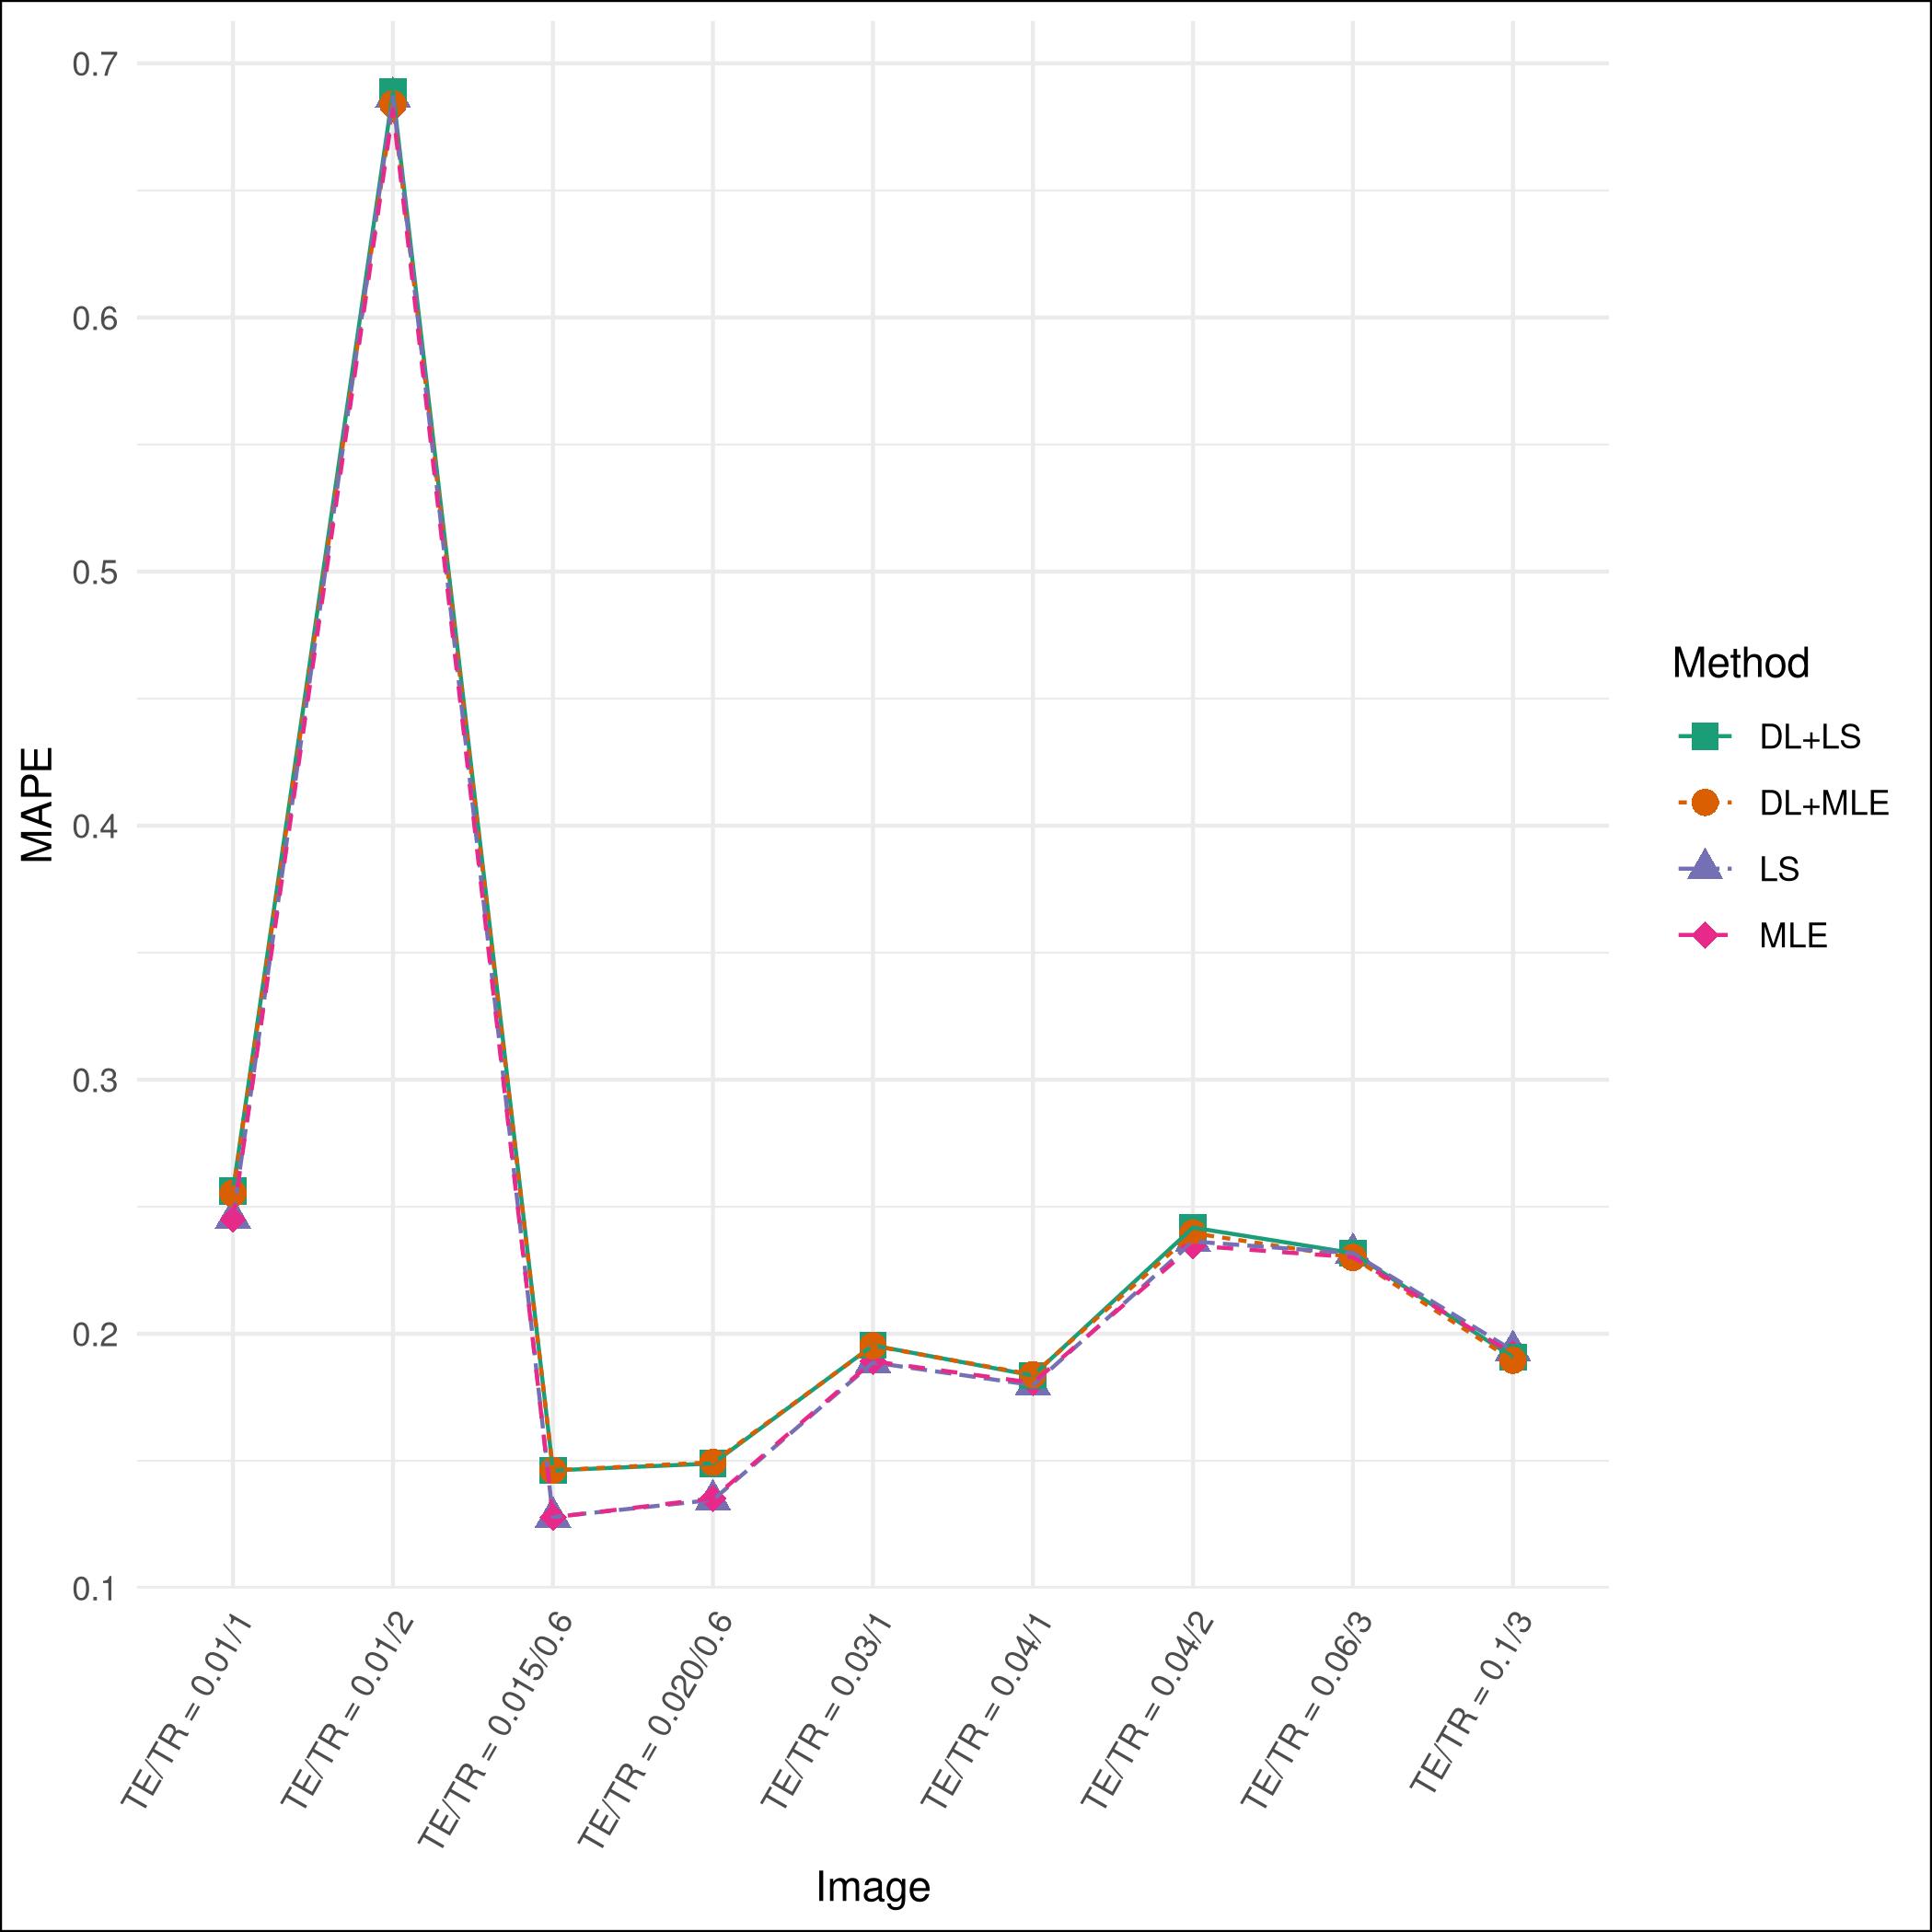 MAPE
0.7
0.6
0.5
0.4
0.3
0.2
0.1
TE/TR = 0.01/1
TE/TR = 0.01/2
TE/TR = 0.015/0.6
TE/TR = 0.020/0.6
TE/TR = 0.03/1
TE/TR = 0.04/1
TE/TR = 0.04/2
TE/TR = 0.06/3
TE/TR = 0.1/3
Image
Method
DL+LS
DL+MLE
LS
MLE